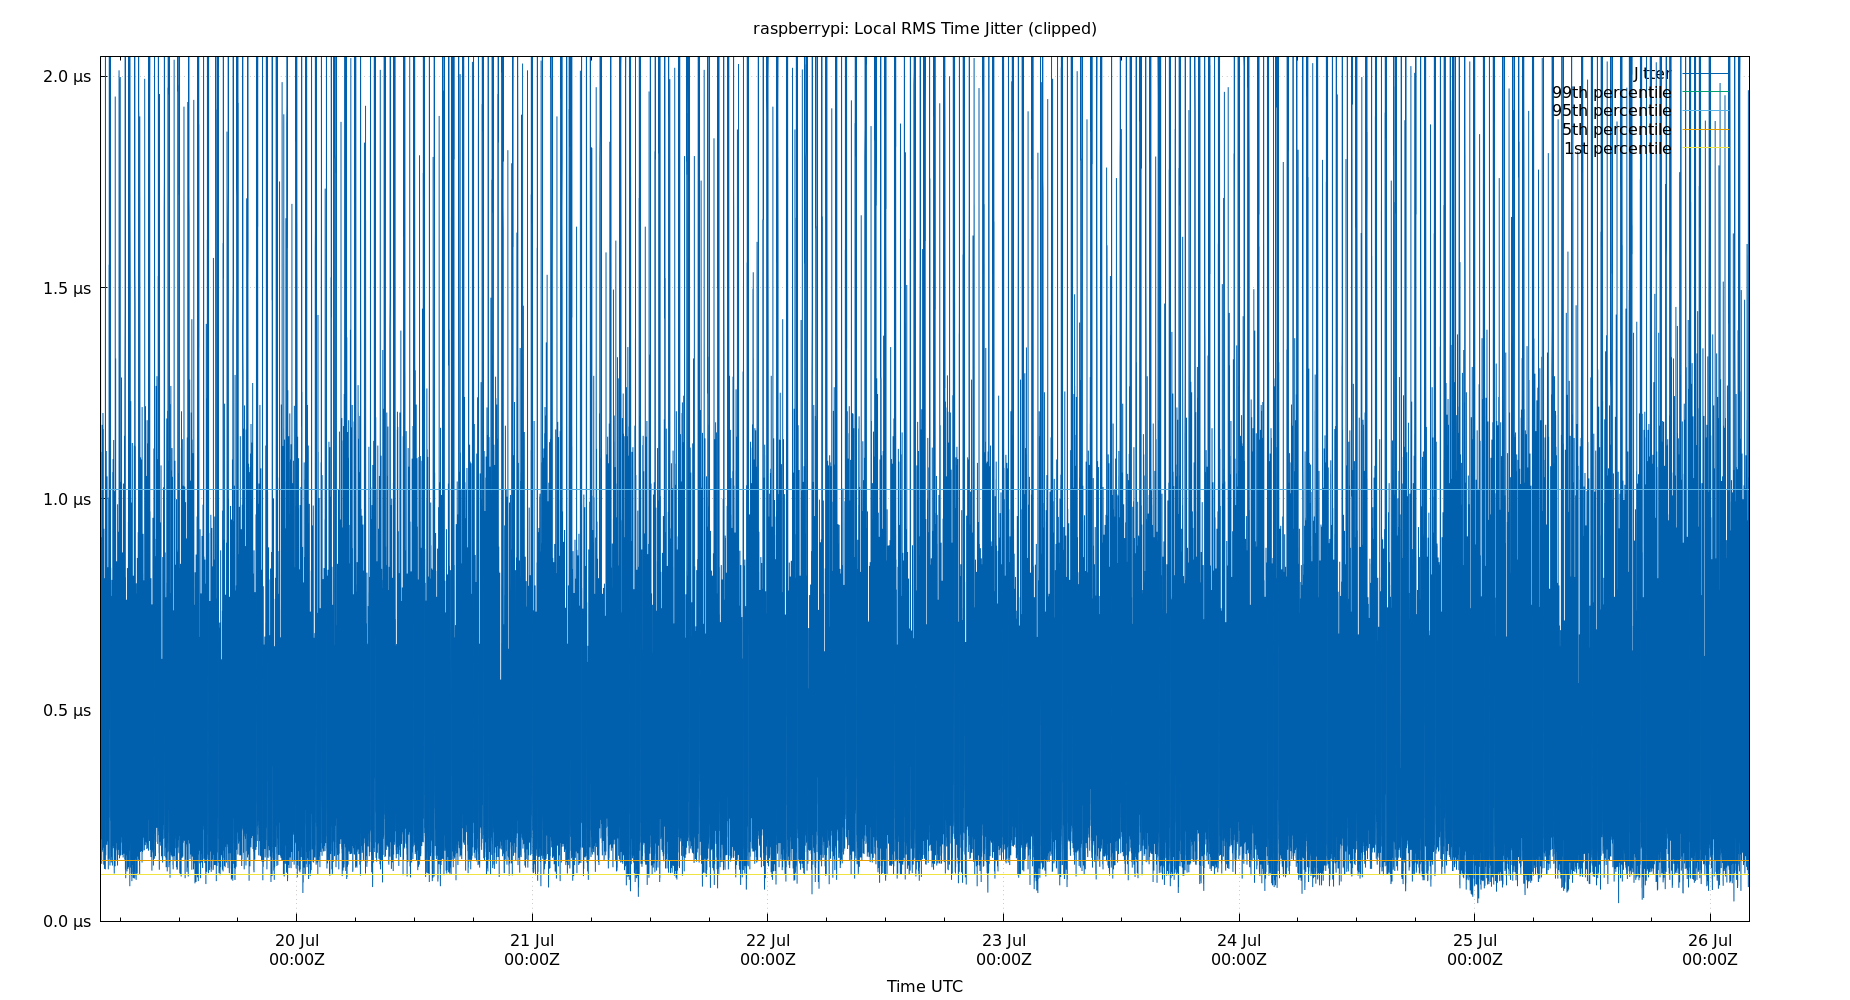 raspberrypi: Local RMS Time Jitter (clipped)
2.0 μs
1.5 μs
1.0 μs
0.5 μs
0.0 μs
Jitter
99th percentile
95th percentile
5th percentile
1st percentile
20 Jul
00:00Z
21 Jul
00:00Z
22 Jul
00:00Z
23 Jul
00:00Z
24 Jul
00:00Z
25 Jul
00:00Z
26 Jul
00:00Z
Time UTC